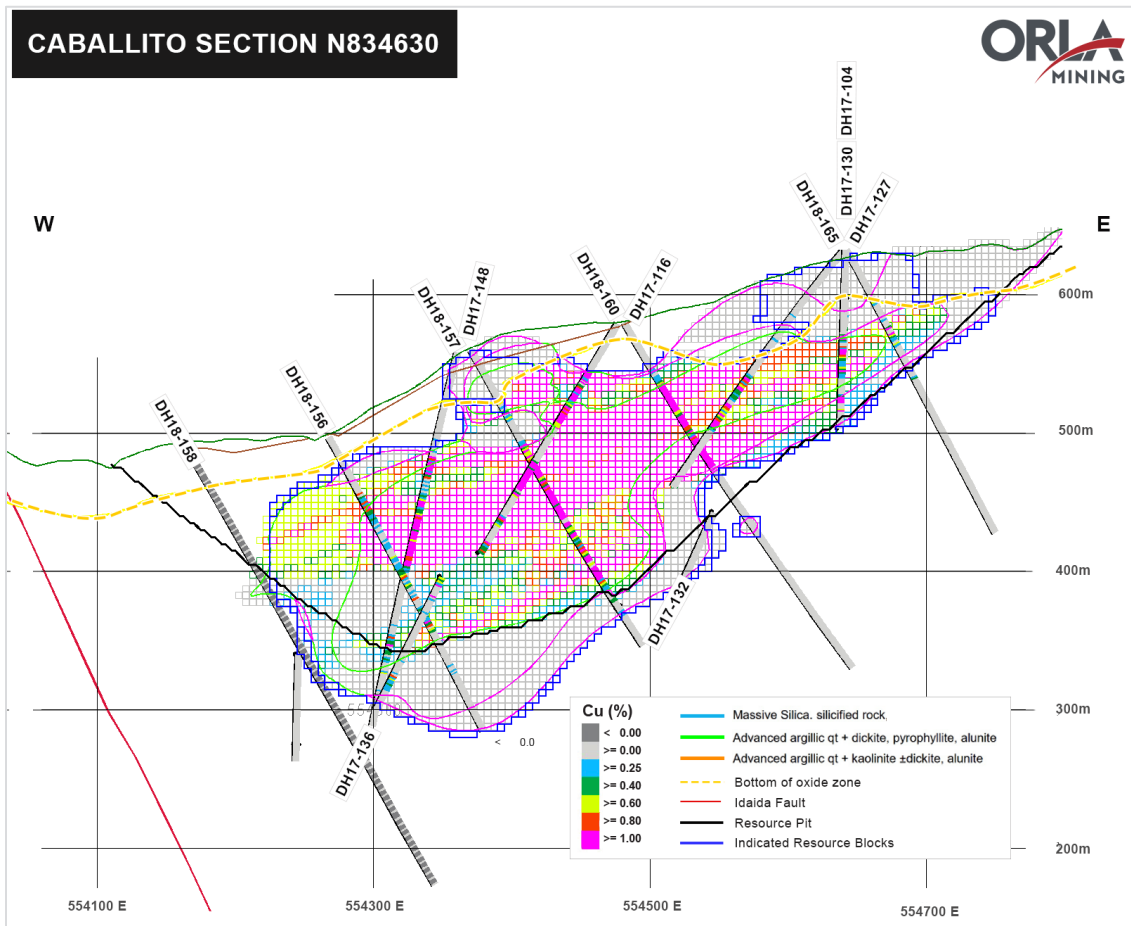 CABALLITO SECTION N834630
ORLA
MINING
W
E
DH18-158
DH18-156
DH18-157
DH17-148
DH18-160
DH17-116
DH18-165
DH17-130 DH17-104
DH17-127
DH17-132
DH17-136
600m
500m
400m
300m
200m
< 0.0
Cu (%)
< 0.00
>= 0.00
>= 0.25
>= 0.40
>= 0.60
>= 0.80
>= 1.00
Massive Silica. silicified rock,
Advanced argillic qt + dickite, pyrophyllite, alunite
Advanced argillic qt + kaolinite ±dickite, alunite
Bottom of oxide zone
Idaida Fault
Resource Pit
Indicated Resource Blocks
554100 E
554300 E
554500 E
554700 E